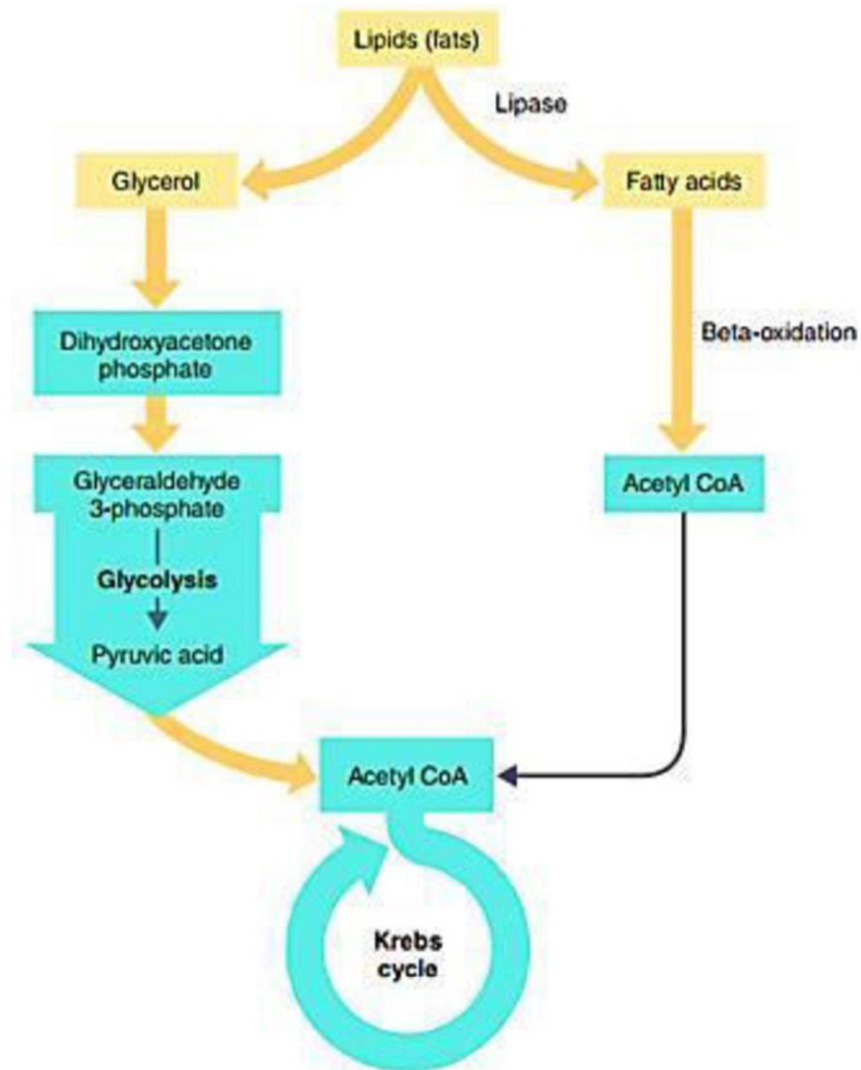 Lipids (fats)
Lipase
Glycerol
Fatty acids
Dihydroxyacetone
phosphate
Beta-oxidation
Glyceraldehyde
3-phosphate
Acetyl CoA
Glycolysis
Pyruvic acid
Acetyl CoA
Krebs
cycle